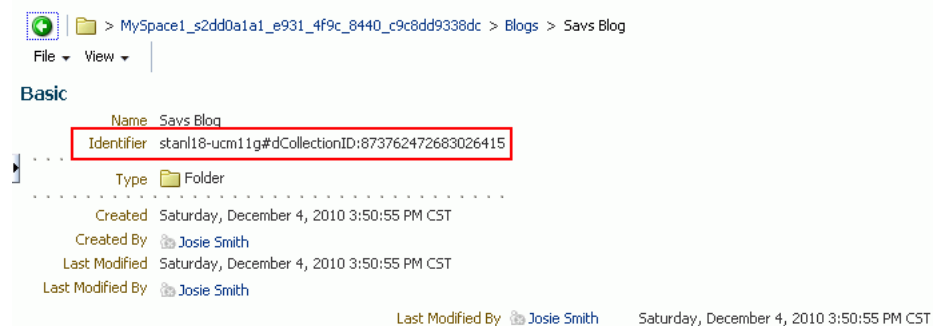 > MySpace1_s2dd0a1a1_e931_4f9c_8440_c9c8dd9338dc > Blogs > Savs Blog
File View
Basic
Name Savs Blog
Identifier stanl18-ucm11g#dCollectionID:873762472683026415
Type Folder
Created Saturday, December 4, 2010 3:50:55 PM CST
Created By Josie Smith
Last Modified Saturday, December 4, 2010 3:50:55 PM CST
Last Modified By Josie Smith
Last Modified By Josie Smith Saturday, December 4, 2010 3:50:55 PM CST